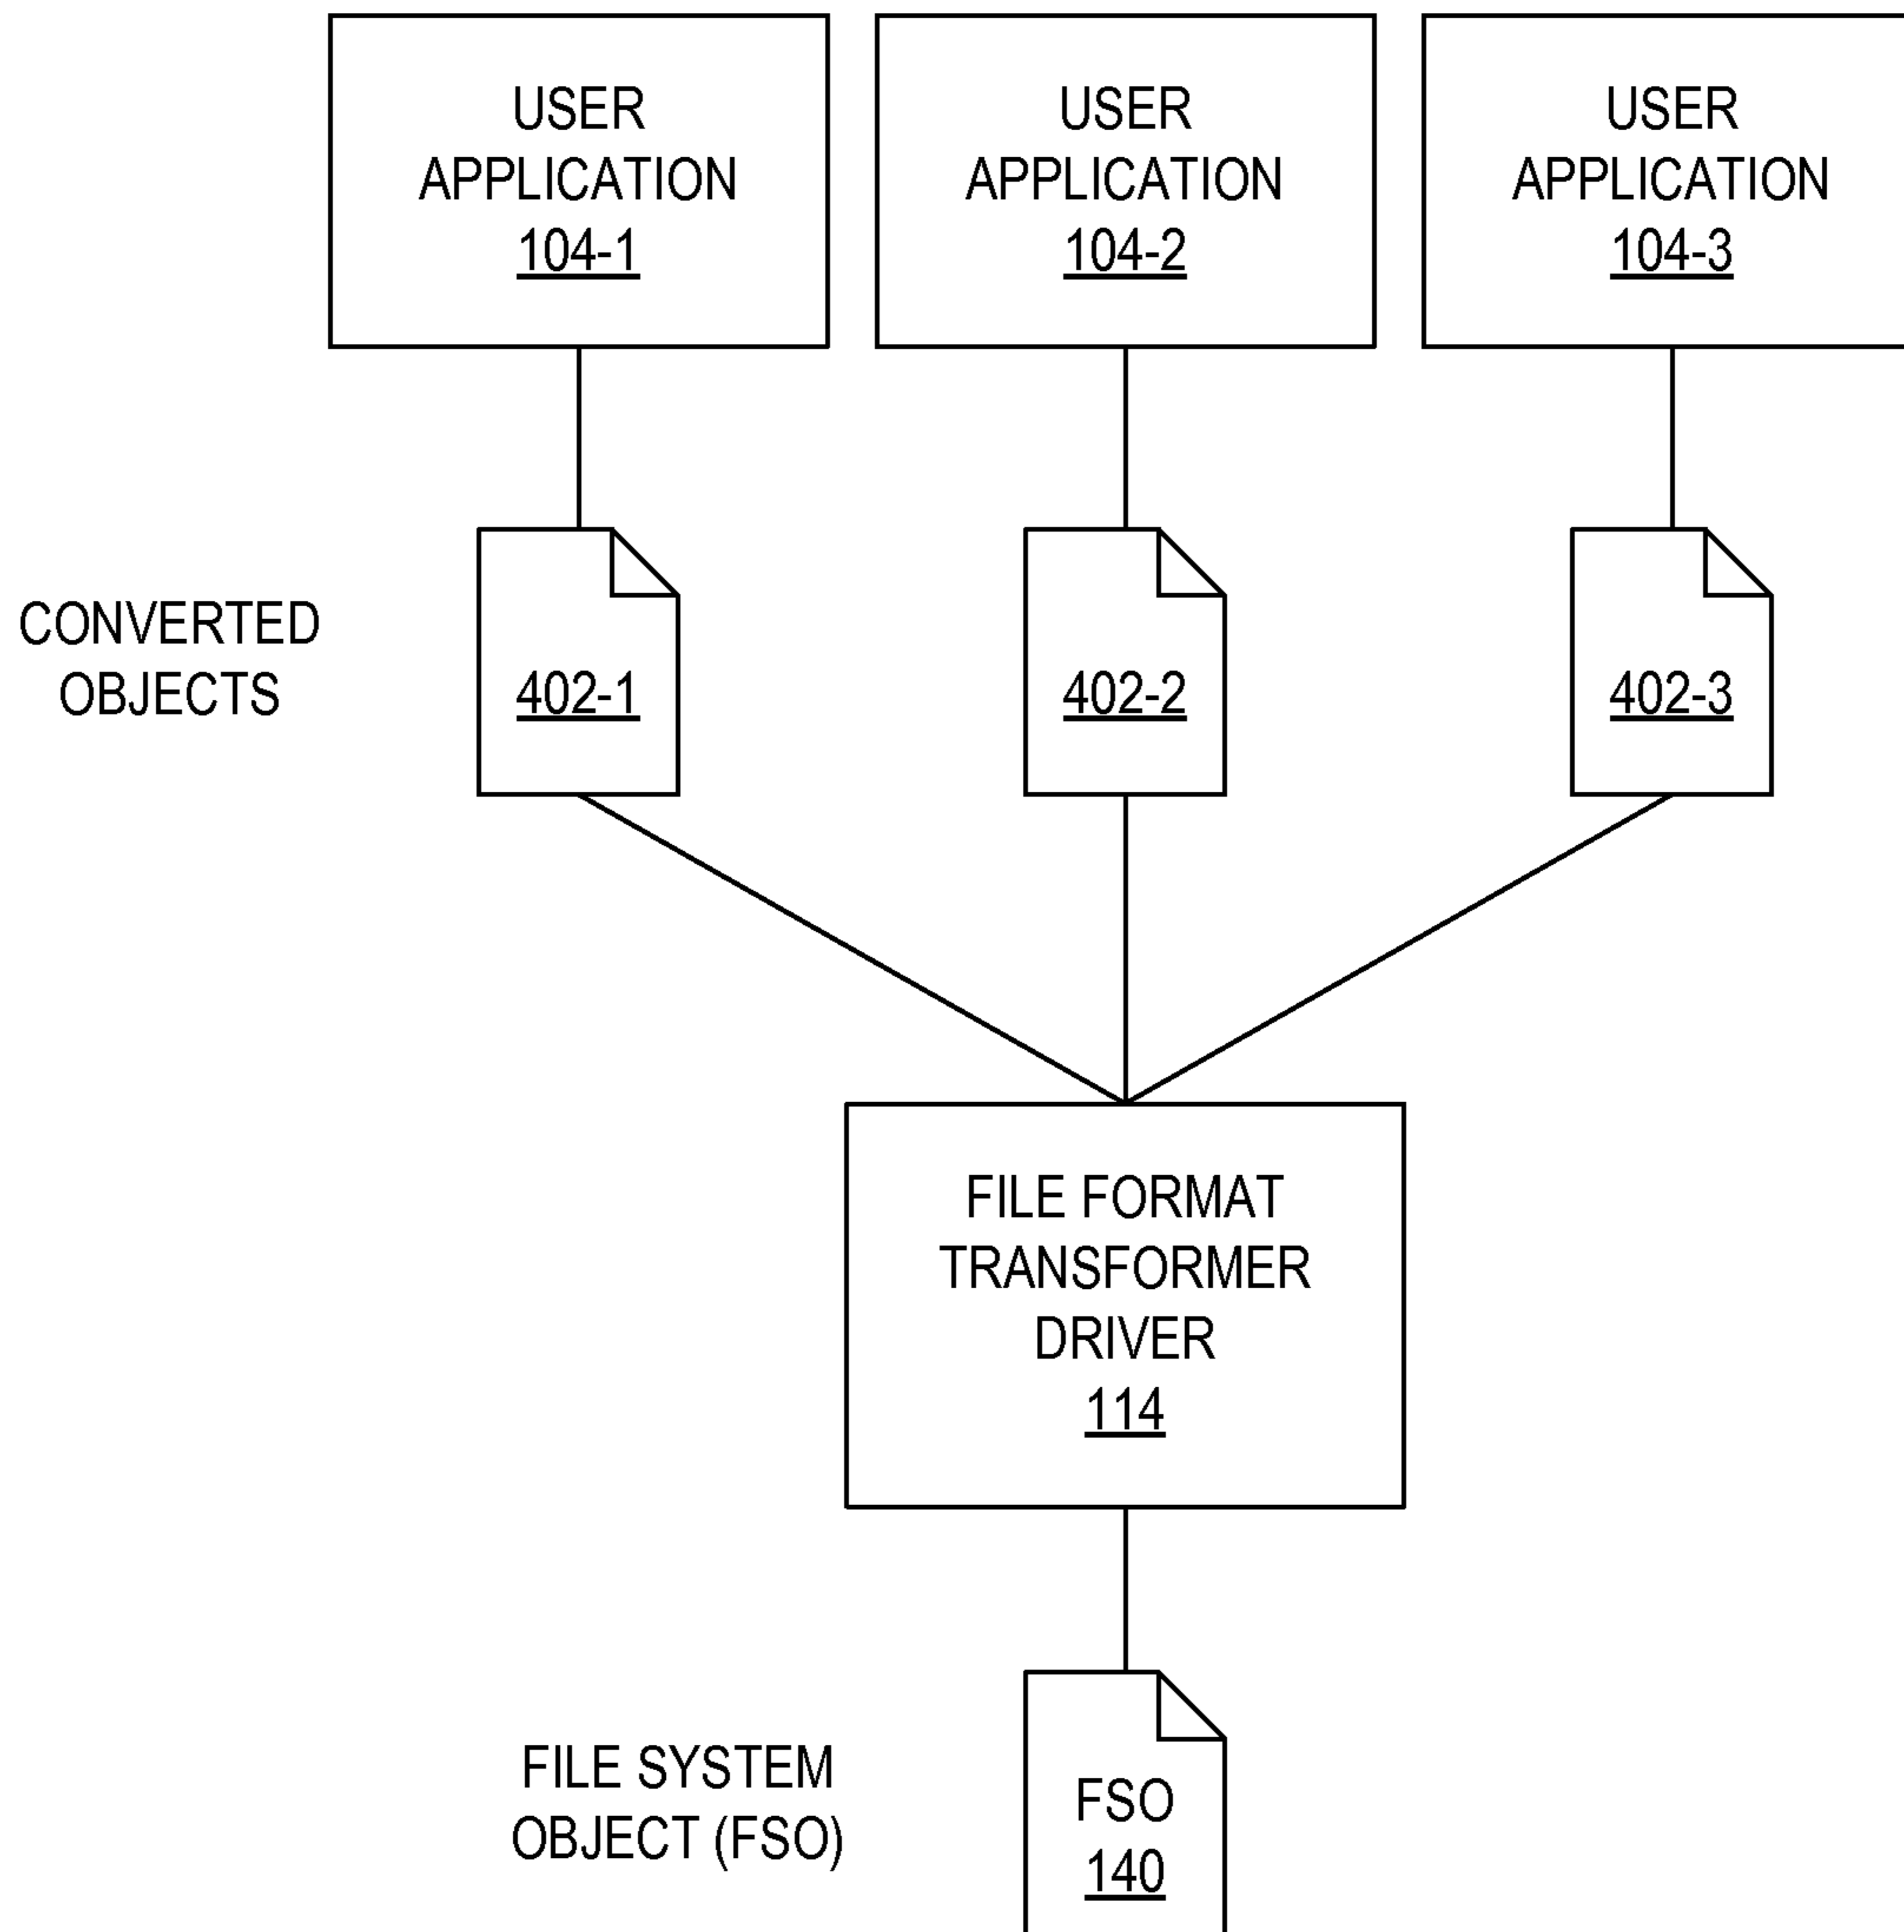 USER
APPLICATION
104-1
USER
APPLICATION
104-2
USER
APPLICATION
104-3
CONVERTED
OBJECTS
402-1
402-2
402-3
FILE FORMAT
TRANSFORMER
DRIVER
114
FILE SYSTEM
OBJECT (FSO)
FSO
140